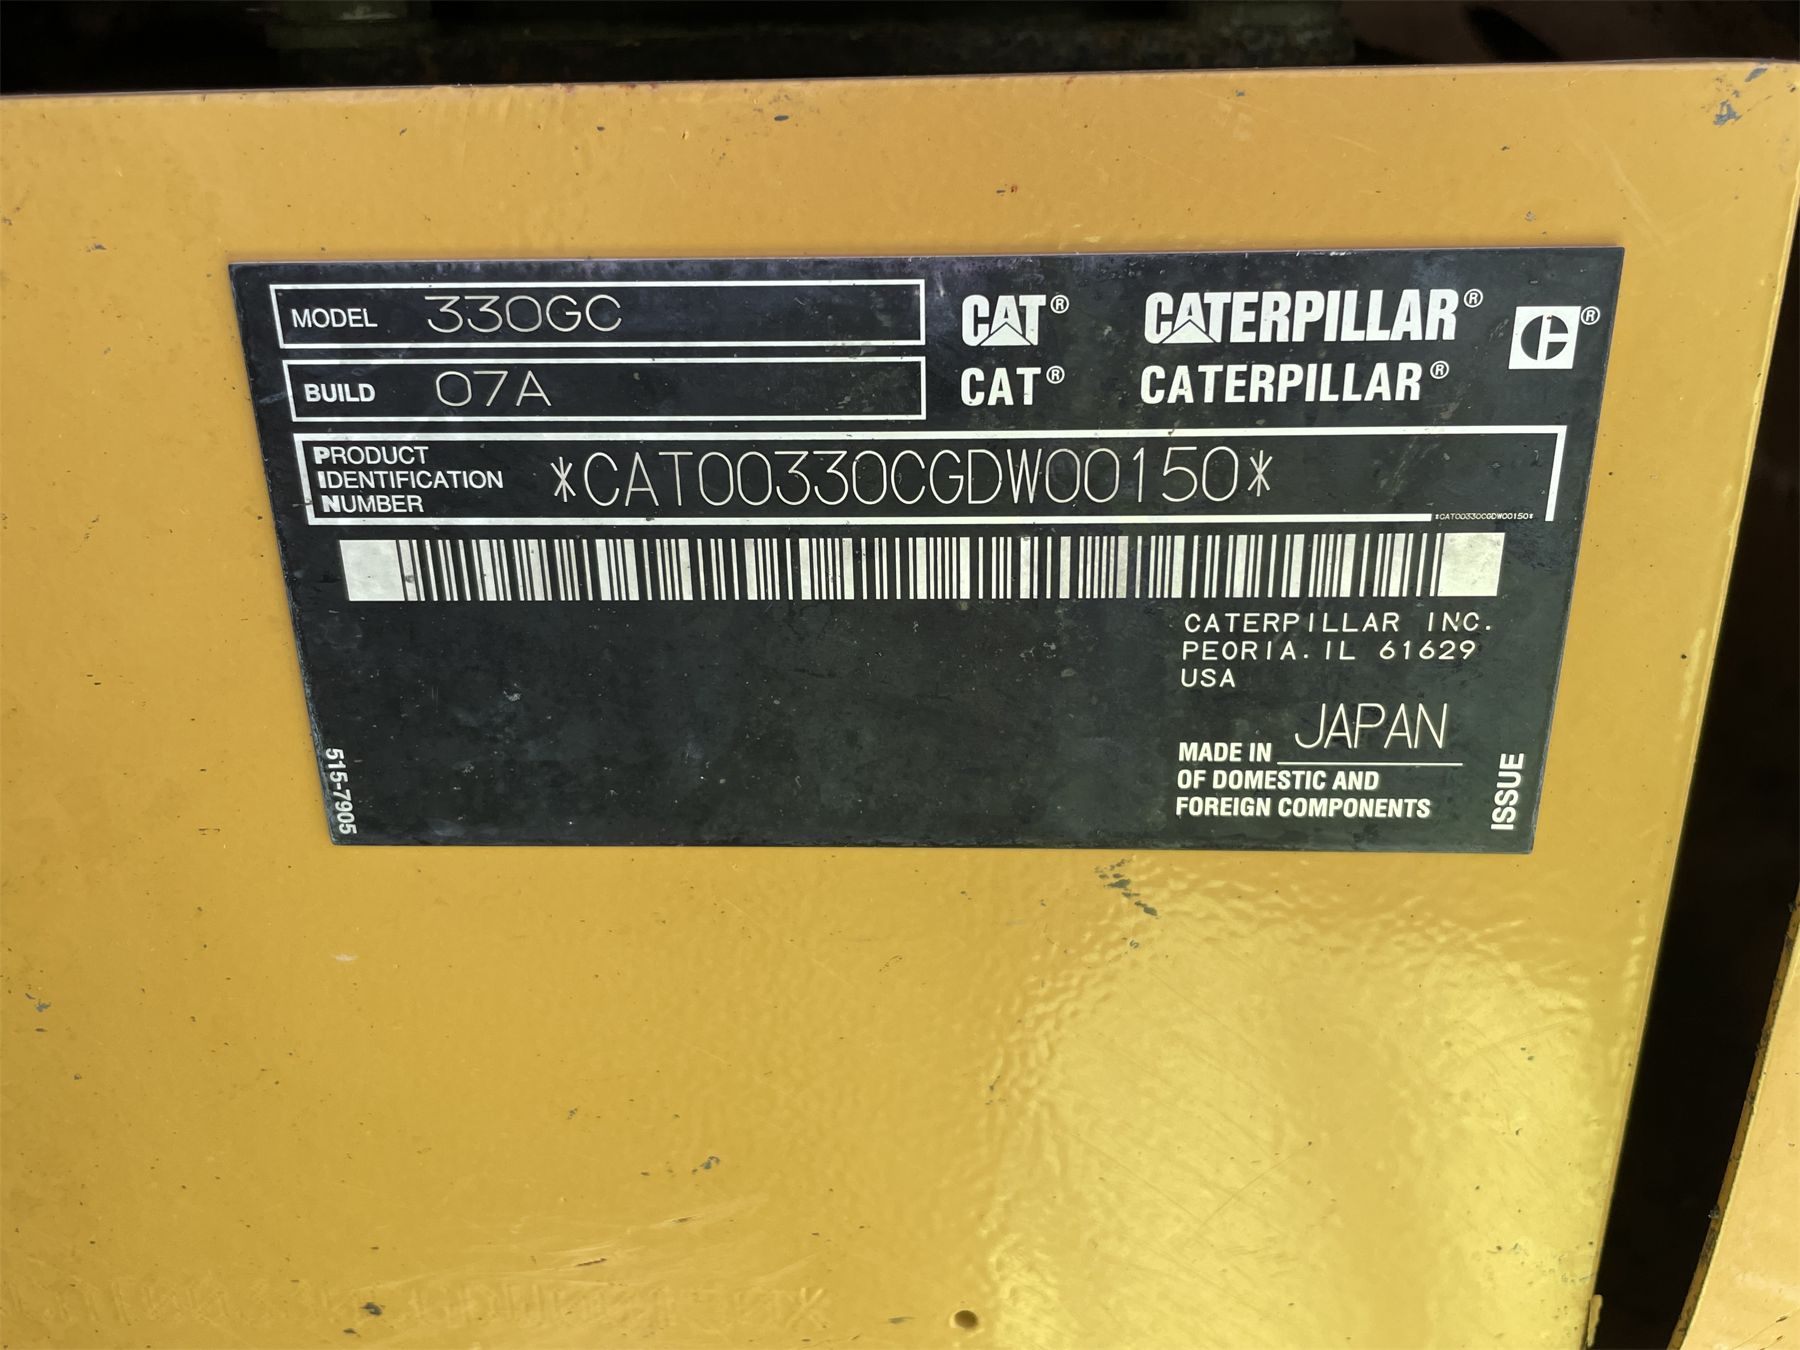 MODEL 330GC
BUILD 07A
CAT® CATERPILLAR®
CAT® CATERPILLAR®
PRODUCT
IDENTIFICATION
NUMBER
*CAT00330CGDW00150*
*CAT00330CGDW00150*
CATERPILLAR INC.
PEORIA. IL 61629
USA
MADE IN JAPAN
OF DOMESTIC AND
FOREIGN COMPONENTS
515-7905
ISSUE